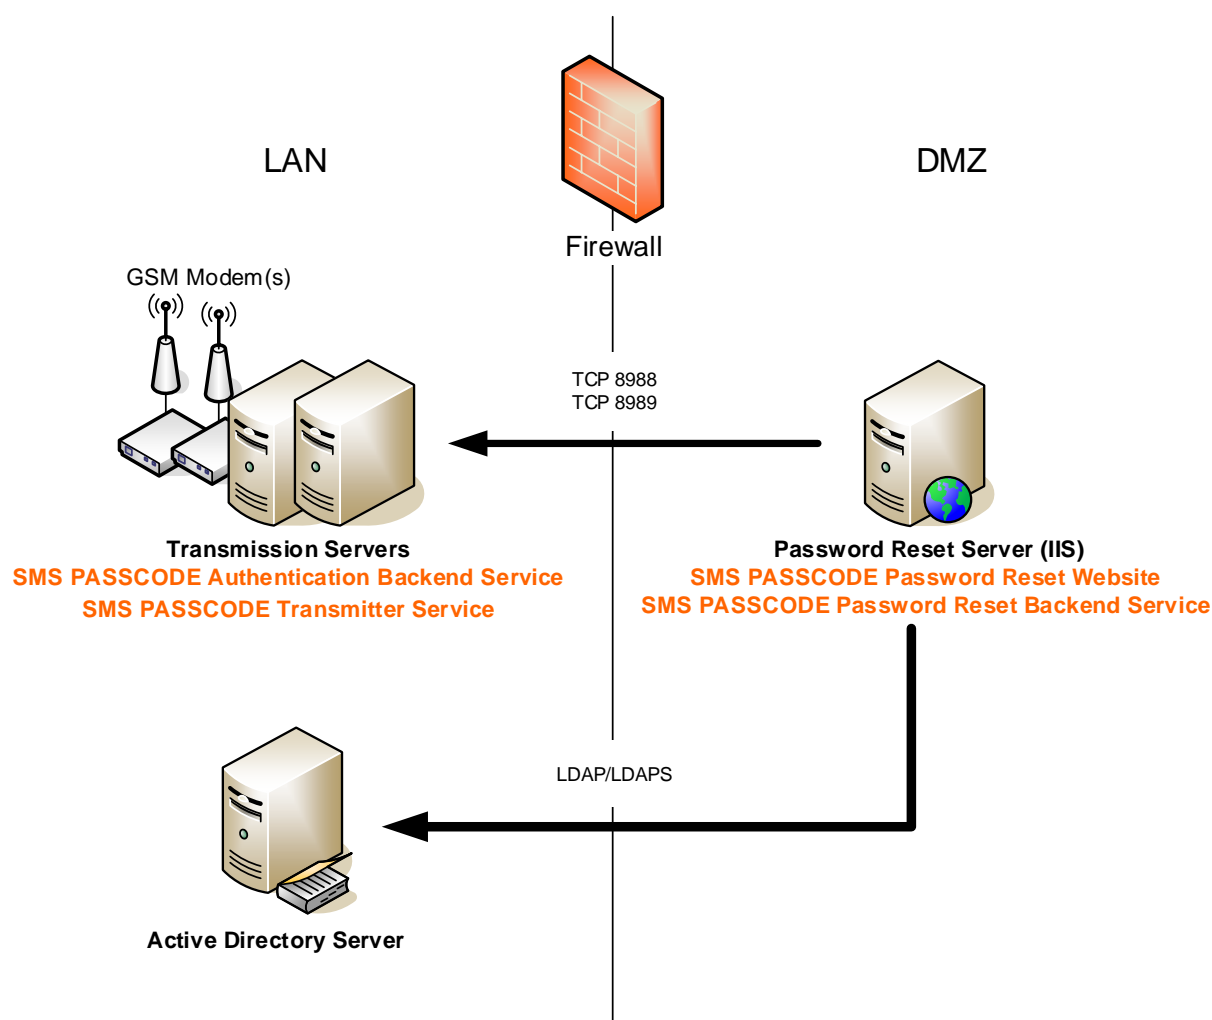 LAN
DMZ
Firewall
GSM Modem(s)
TCP 8988
TCP 8989
Transmission Servers
SMS PASSCODE Authentication Backend Service
SMS PASSCODE Transmitter Service
Password Reset Server (IIS)
SMS PASSCODE Password Reset Website
SMS PASSCODE Password Reset Backend Service
LDAP/LDAPS
Active Directory Server